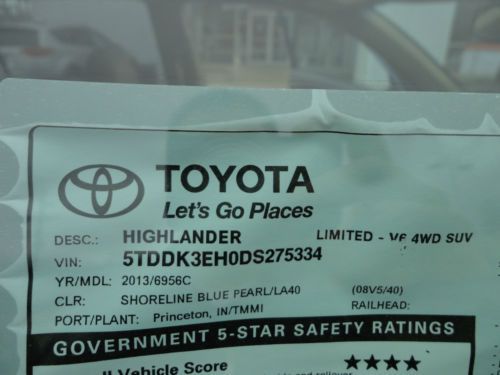 TOYOTA
Let's Go Places
DESC.: HIGHLANDER LIMITED - V6 4WD SUV
VIN: 5TDDK3EH0DS275334
YR/MDL: 2013/6956C
CLR: SHORELINE BLUE PEARL/LA40 (08V5/40)
PORT/PLANT: Princeton, IN/TMMI RAILHEAD:
GOVERNMENT 5-STAR SAFETY RATINGS
Vehicle Score ★★★★